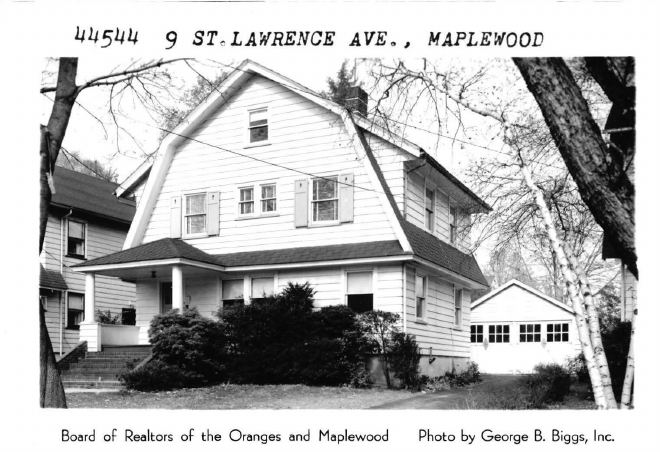 44544 9 ST. LAWRENCE AVE., MAPLEWOOD
Board of Realtors of the Oranges and Maplewood Photo by George B. Biggs, Inc.